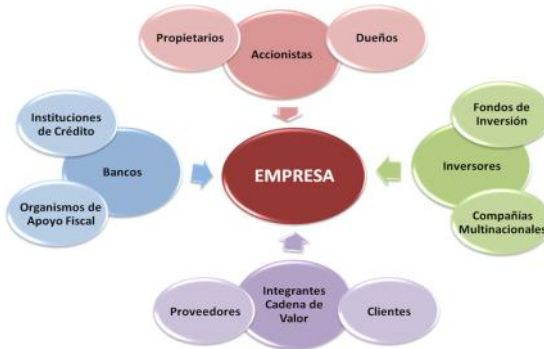 Propietarios
Accionistas
Dueños
Instituciones
de Crédito
Bancos
Organismos de
Apoyo Fiscal
EMPRESA
Fondos de
Inversión
Inversores
Compañías
Multinacionales
Proveedores
Integrantes
Cadena de
Valor
Clientes